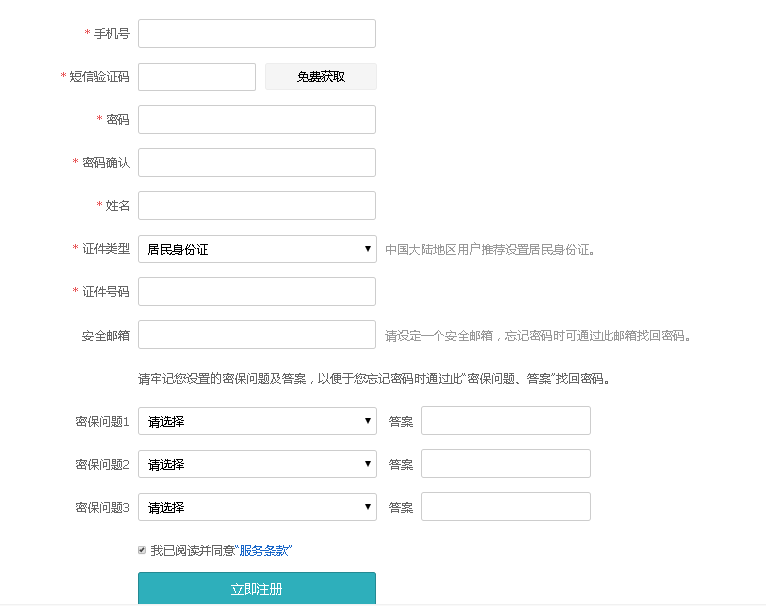 * 手机号
* 短信验证码 免费获取
* 密码
* 密码确认
* 姓名
* 证件类型 居民身份证 中国大陆地区用户推荐设置居民身份证。
* 证件号码
安全邮箱 请设定一个安全邮箱，忘记密码时可通过此邮箱找回密码。
请牢记您设置的密保问题及答案，以便于您忘记密码时通过此“密保问题、答案”找回密码。
密保问题1 请选择 答案
密保问题2 请选择 答案
密保问题3 请选择 答案
我已阅读并同意“服务条款”
立即注册